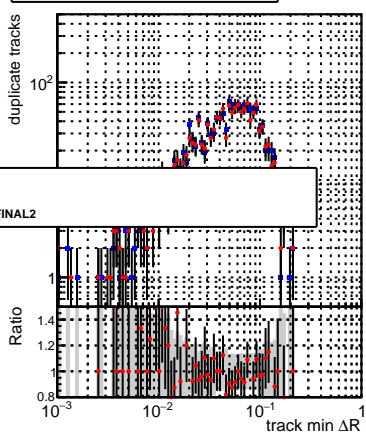 duplicate tracks
10²
FINAL2
1
Ratio
1.4
1.2
1
0.8
10⁻³
10⁻²
10⁻¹
1
track min ΔR